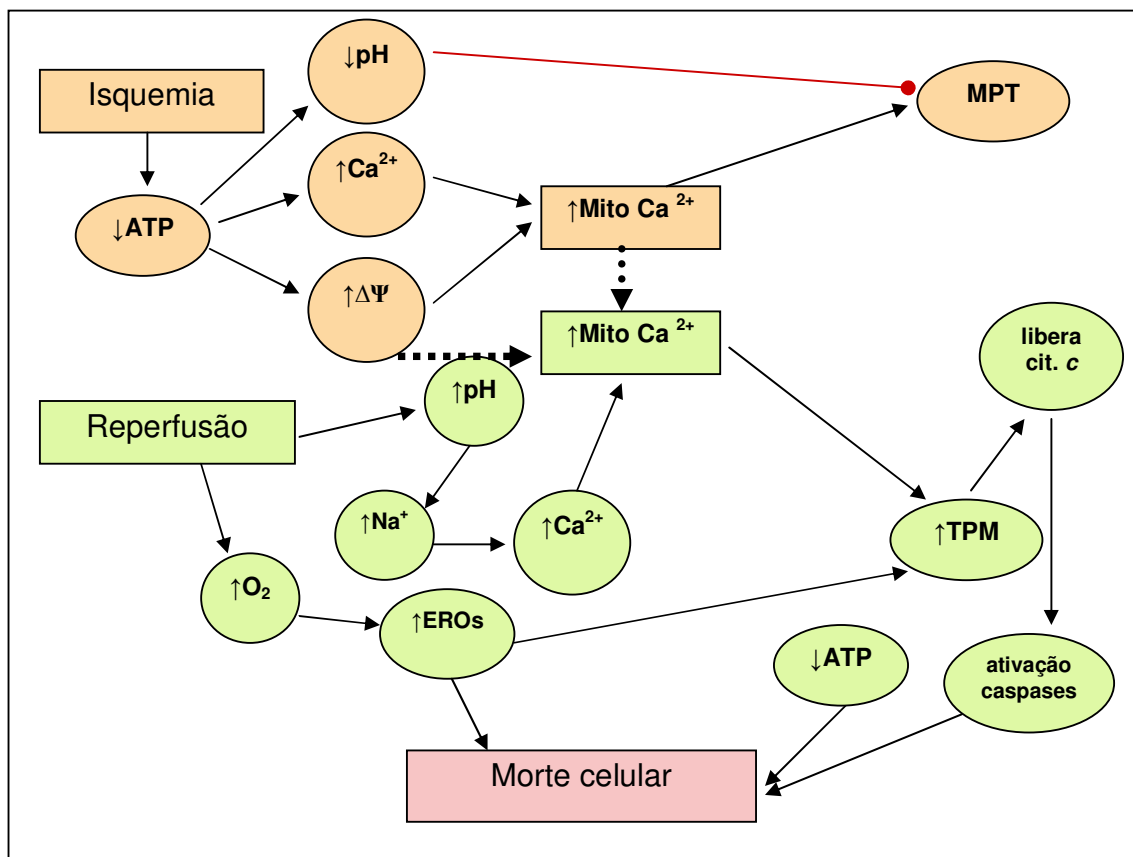 ↓pH
Isquemia
MPT
↑Ca²⁺
↓ATP
↑Mito Ca ²⁺
↑ΔΨ
↑Mito Ca ²⁺
libera
cit. c
↑pH
Reperfusão
↑Na⁺
↑Ca²⁺
↑TPM
↑O₂
↑EROs
↓ATP
ativação
caspases
Morte celular